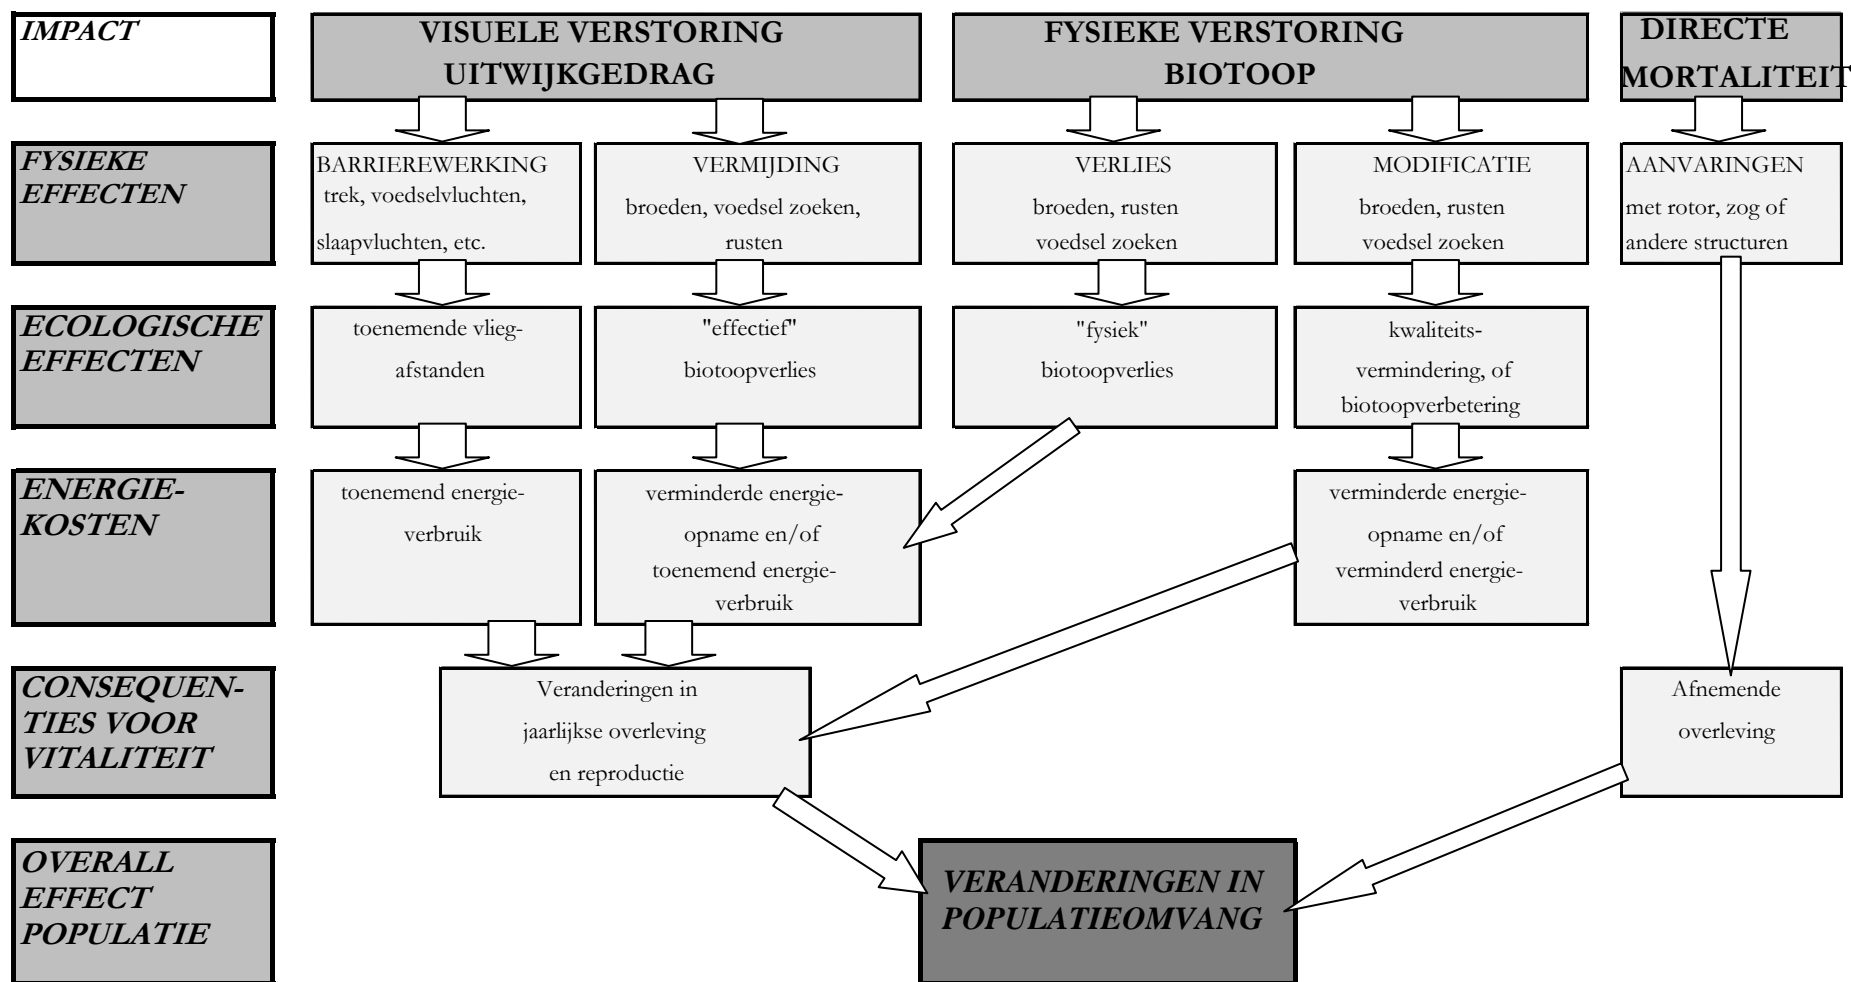 IMPACT
VISUELE VERSTORING
UITWIJKGEDRAG
FYSIEKE VERSTORING
BIOTOOP
DIRECTE
MORTALITEIT
FYSIEKE
EFFECTEN
BARRIEREWERKING
trek, voedselvluchten,
slaapvluchten, etc.
VERMIJDING
broeden, voedsel zoeken,
rusten
VERLIES
broeden, rusten
voedsel zoeken
MODIFICATIE
broeden, rusten
voedsel zoeken
AANVARINGEN
met rotor, zog of
andere structuren
ECOLOGISCHE
EFFECTEN
toenemende vlieg-
afstanden
"effectief"
biotoopverlies
"fysiek"
biotoopverlies
kwaliteits-
vermindering, of
biotoopverbetering
ENERGIE-
KOSTEN
toenemend energie-
verbruik
verminderde energie-
opname en/of
toenemend energie-
verbruik
verminderde energie-
opname en/of
verminderd energie-
verbruik
CONSEQUEN-
TIES VOOR
VITALITEIT
Veranderingen in
jaarlijkse overleving
en reproductie
Afnemende
overleving
OVERALL
EFFECT
POPULATIE
VERANDERINGEN IN
POPULATIEOMVANG